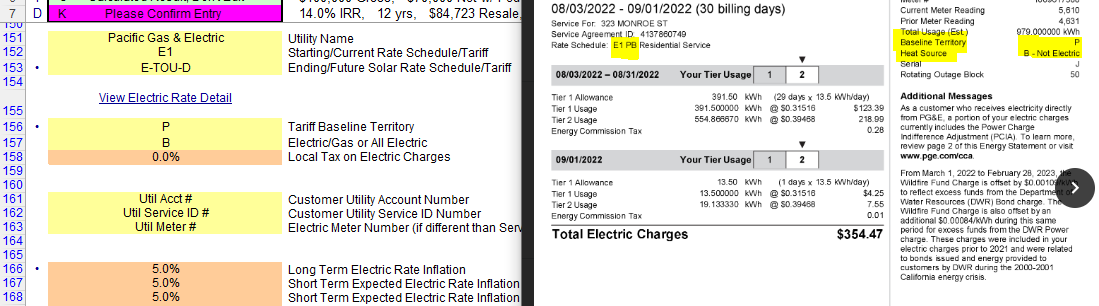 7 D K Please Confirm Entry 14.0% IRR, 12 yrs, $84,723 Resale,
151 Pacific Gas & Electric Utility Name
152 E1 Starting/Current Rate Schedule/Tariff
153 • E-TOU-D Ending/Future Solar Rate Schedule/Tariff
154
View Electric Rate Detail
155
156 • P Tariff Baseline Territory
157 B Electric/Gas or All Electric
158 0.0% Local Tax on Electric Charges
159
160
161 Util Acct # Customer Utility Account Number
162 Util Service ID # Customer Utility Service ID Number
163 Util Meter # Electric Meter Number (if different than Serv
164
165
166 • 5.0% Long Term Electric Rate Inflation
167 5.0% Short Term Expected Electric Rate Inflation
168 5.0% Short Term Expected Electric Rate Inflation
08/03/2022 - 09/01/2022 (30 billing days)
Service For: 323 MONROE ST
Service Agreement ID: 4137860749
Rate Schedule: E1 PB Residential Service
08/03/2022 – 08/31/2022 Your Tier Usage 1 2
Tier 1 Allowance 391.50 kWh (29 days x 13.5 kWh/day)
Tier 1 Usage 391.500000 kWh @ $0.31516 $123.39
Tier 2 Usage 554.866670 kWh @ $0.39468 218.99
Energy Commission Tax 0.28
09/01/2022 Your Tier Usage 1 2
Tier 1 Allowance 13.50 kWh (1 days x 13.5 kWh/day)
Tier 1 Usage 13.500000 kWh @ $0.31516 $4.25
Tier 2 Usage 19.133330 kWh @ $0.39468 7.55
Energy Commission Tax 0.01
Total Electric Charges $354.47
Current Meter Reading 5,610
Prior Meter Reading 4,631
Total Usage (Est.) 979.000000 kWh
Baseline Territory P
Heat Source B - Not Electric
Serial J
Rotating Outage Block 50
Additional Messages
As a customer who receives electricity directly
from PG&E, a portion of your electric charges
currently includes the Power Charge
Indifference Adjustment (PCIA). To learn more,
review page 2 of this Energy Statement or visit
www.pge.com/cca.
From March 1, 2022 to February 28, 2023, the
Wildfire Fund Charge is offset by $0.00109/kWh
to reflect excess funds from the Department of
Water Resources (DWR) Bond charge. The
Wildfire Fund Charge is also offset by an
additional $0.00084/kWh during this same
period for excess funds from the DWR Power
charge. These charges were included in your
electric charges prior to 2021 and were related
to bonds issued and energy provided to
customers by DWR during the 2000-2001
California energy crisis.